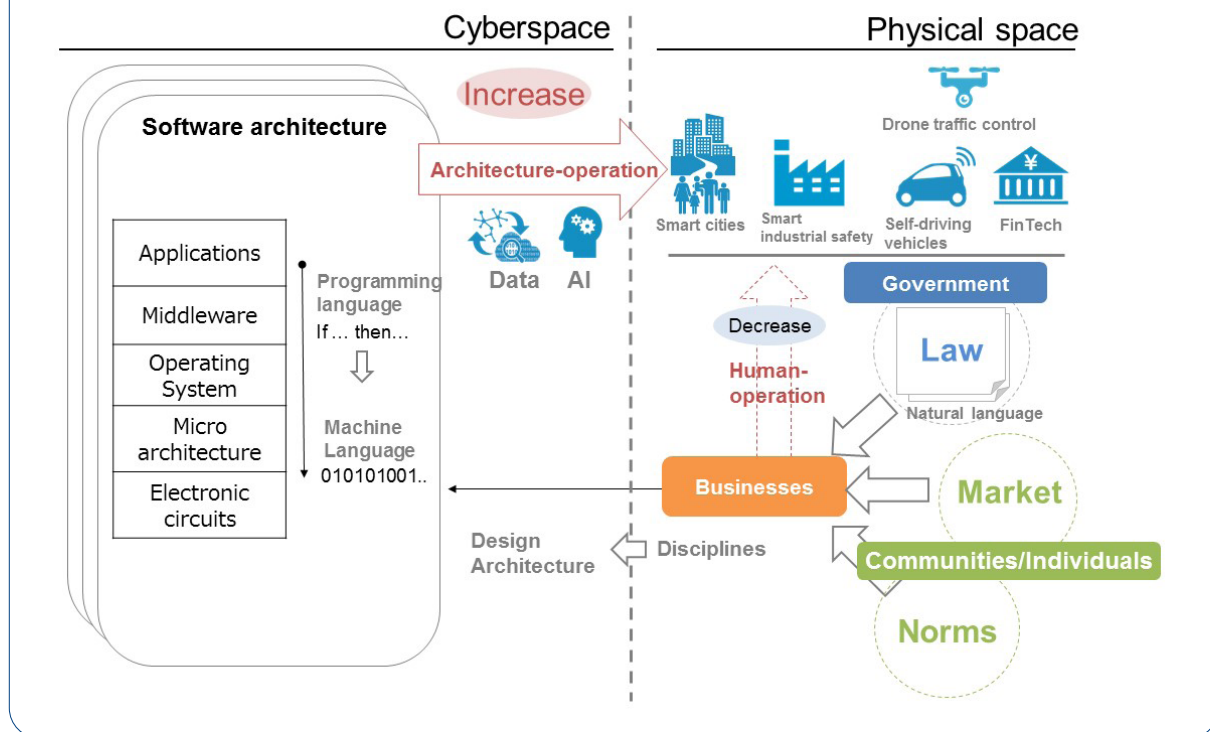 Cyberspace
Physical space
Increase
Software architecture
Architecture-operation
Data
AI
Applications
Middleware
Operating
System
Micro
architecture
Electronic
circuits
Programming
language
If … then…
Machine
Language
010101001..
Drone traffic control
Smart cities
Smart
industrial safety
Self-driving
vehicles
¥
FinTech
Government
Law
Natural language
Decrease
Human-
operation
Businesses
Market
Communities/Individuals
Norms
Design
Architecture
Disciplines